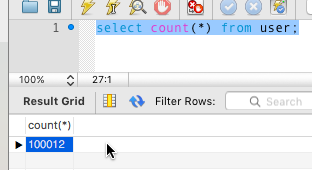 1 select count(*) from user;
100% 27:1
Result Grid Filter Rows: Search
count(*)
100012